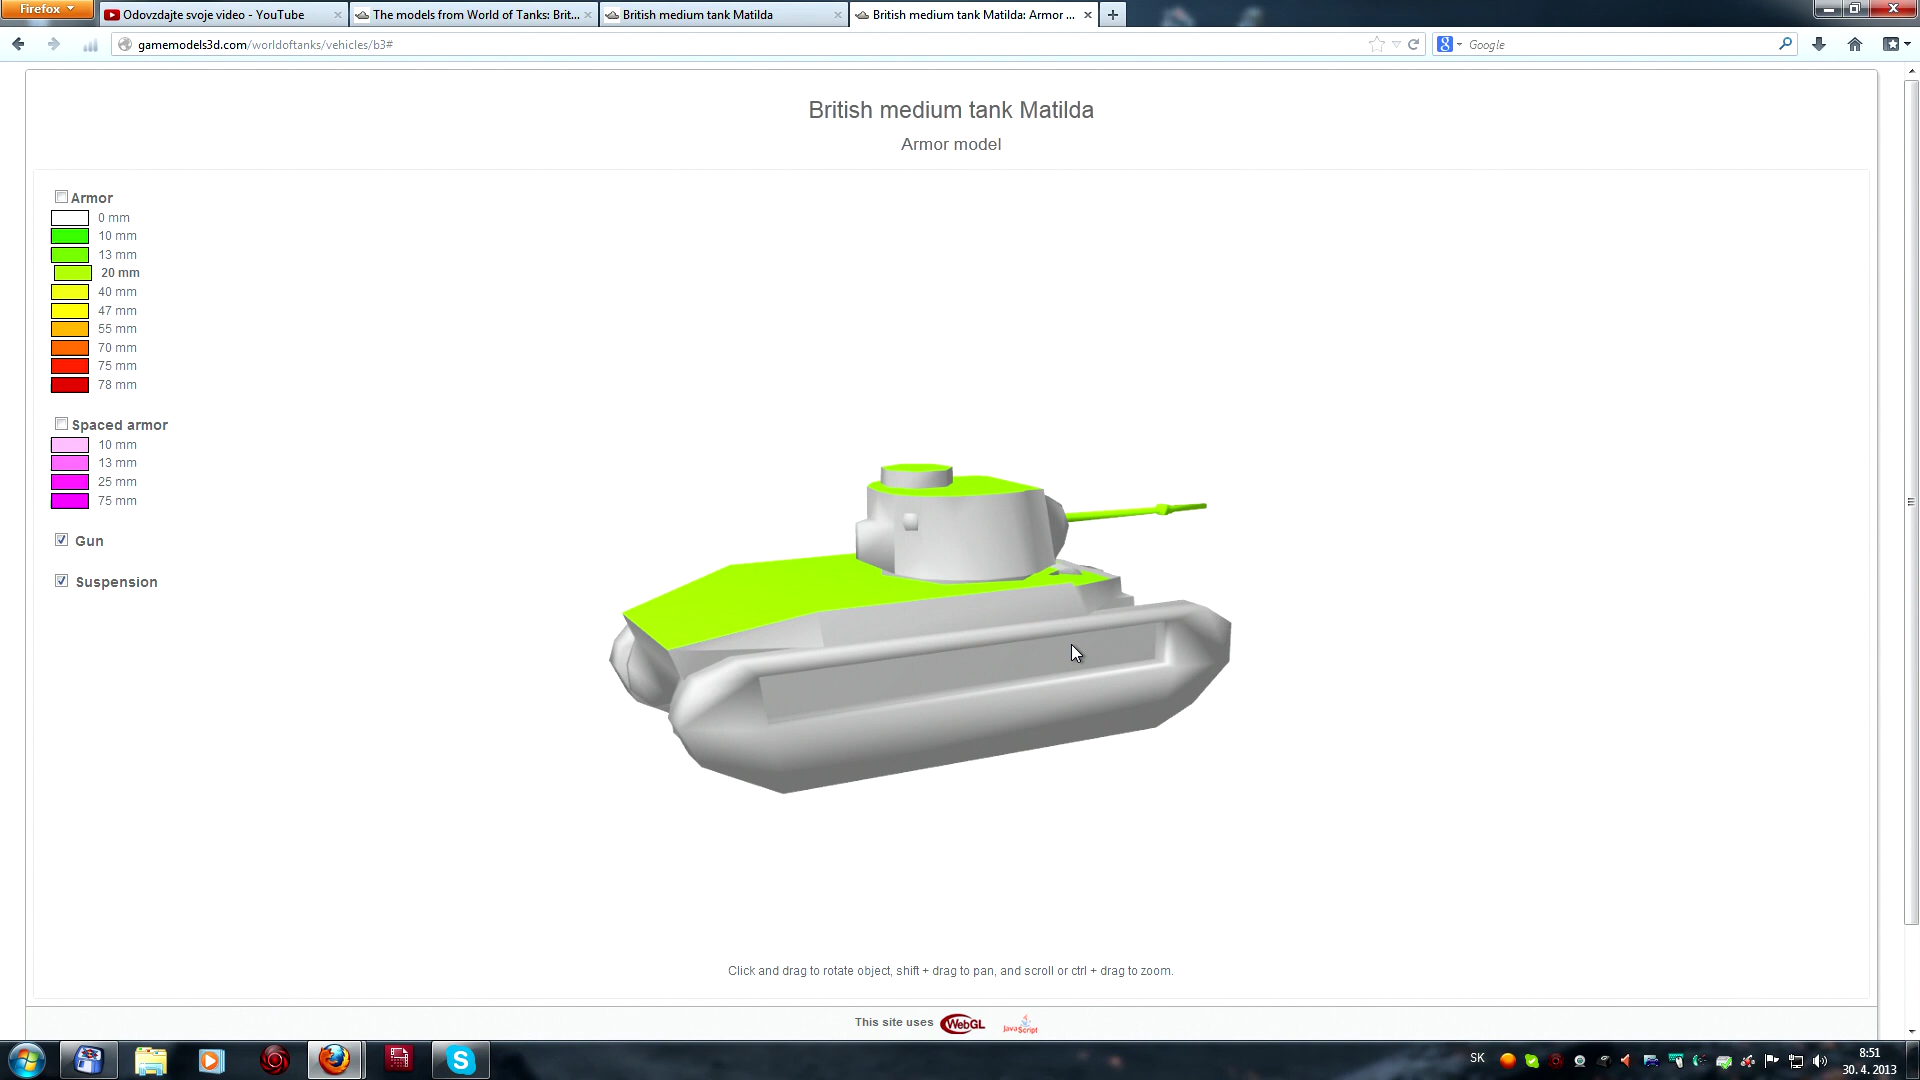 Firefox
Odovzdajte svoje video - YouTube
The models from World of Tanks: Brit...
British medium tank Matilda
British medium tank Matilda: Armor ...
gamemodels3d.com/worldoftanks/vehicles/b3#
Google
British medium tank Matilda
Armor model
Armor
0 mm
10 mm
13 mm
20 mm
40 mm
47 mm
55 mm
70 mm
75 mm
78 mm
Spaced armor
10 mm
13 mm
25 mm
75 mm
Gun
Suspension
Click and drag to rotate object, shift + drag to pan, and scroll or ctrl + drag to zoom.
This site uses WebGL JavaScript
SK
8:51
30. 4. 2013